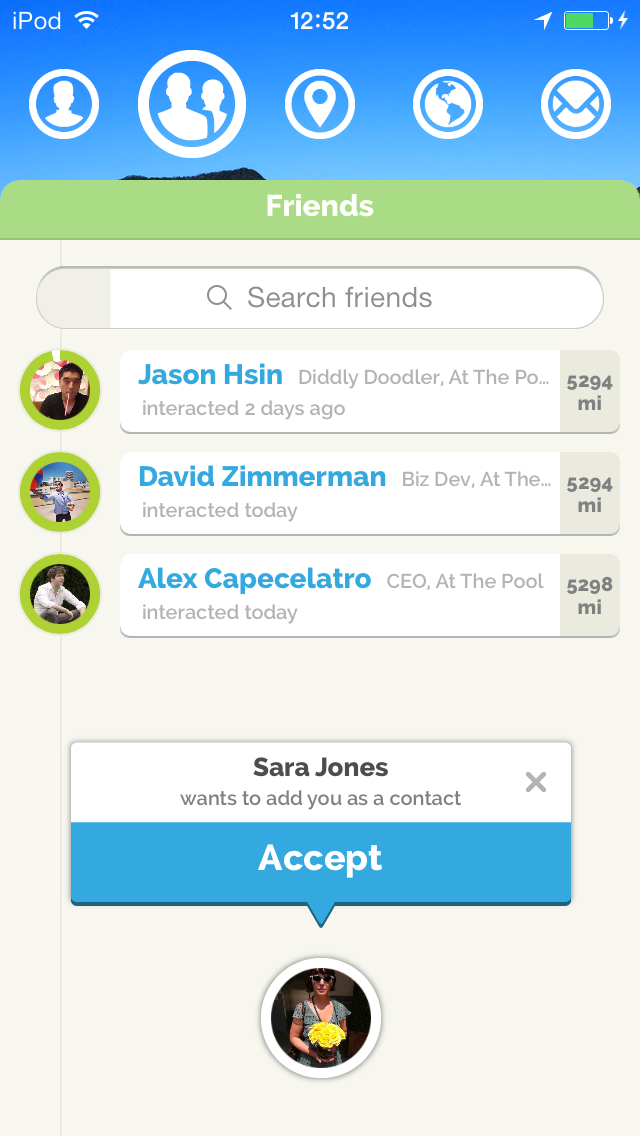 iPod 12:52
Friends
Search friends
Jason Hsin Diddly Doodler, At The Po...
interacted 2 days ago
5294
mi
David Zimmerman Biz Dev, At The...
interacted today
5294
mi
Alex Capecelatro CEO, At The Pool
interacted today
5298
mi
Sara Jones
wants to add you as a contact
Accept